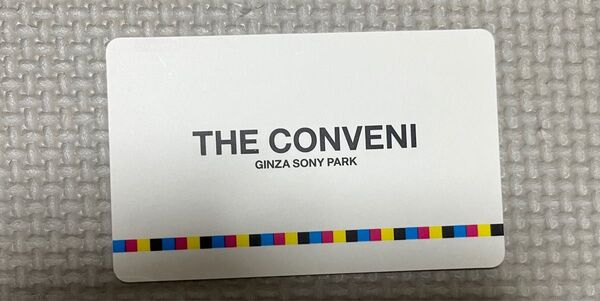 THE CONVENI
GINZA SONY PARK